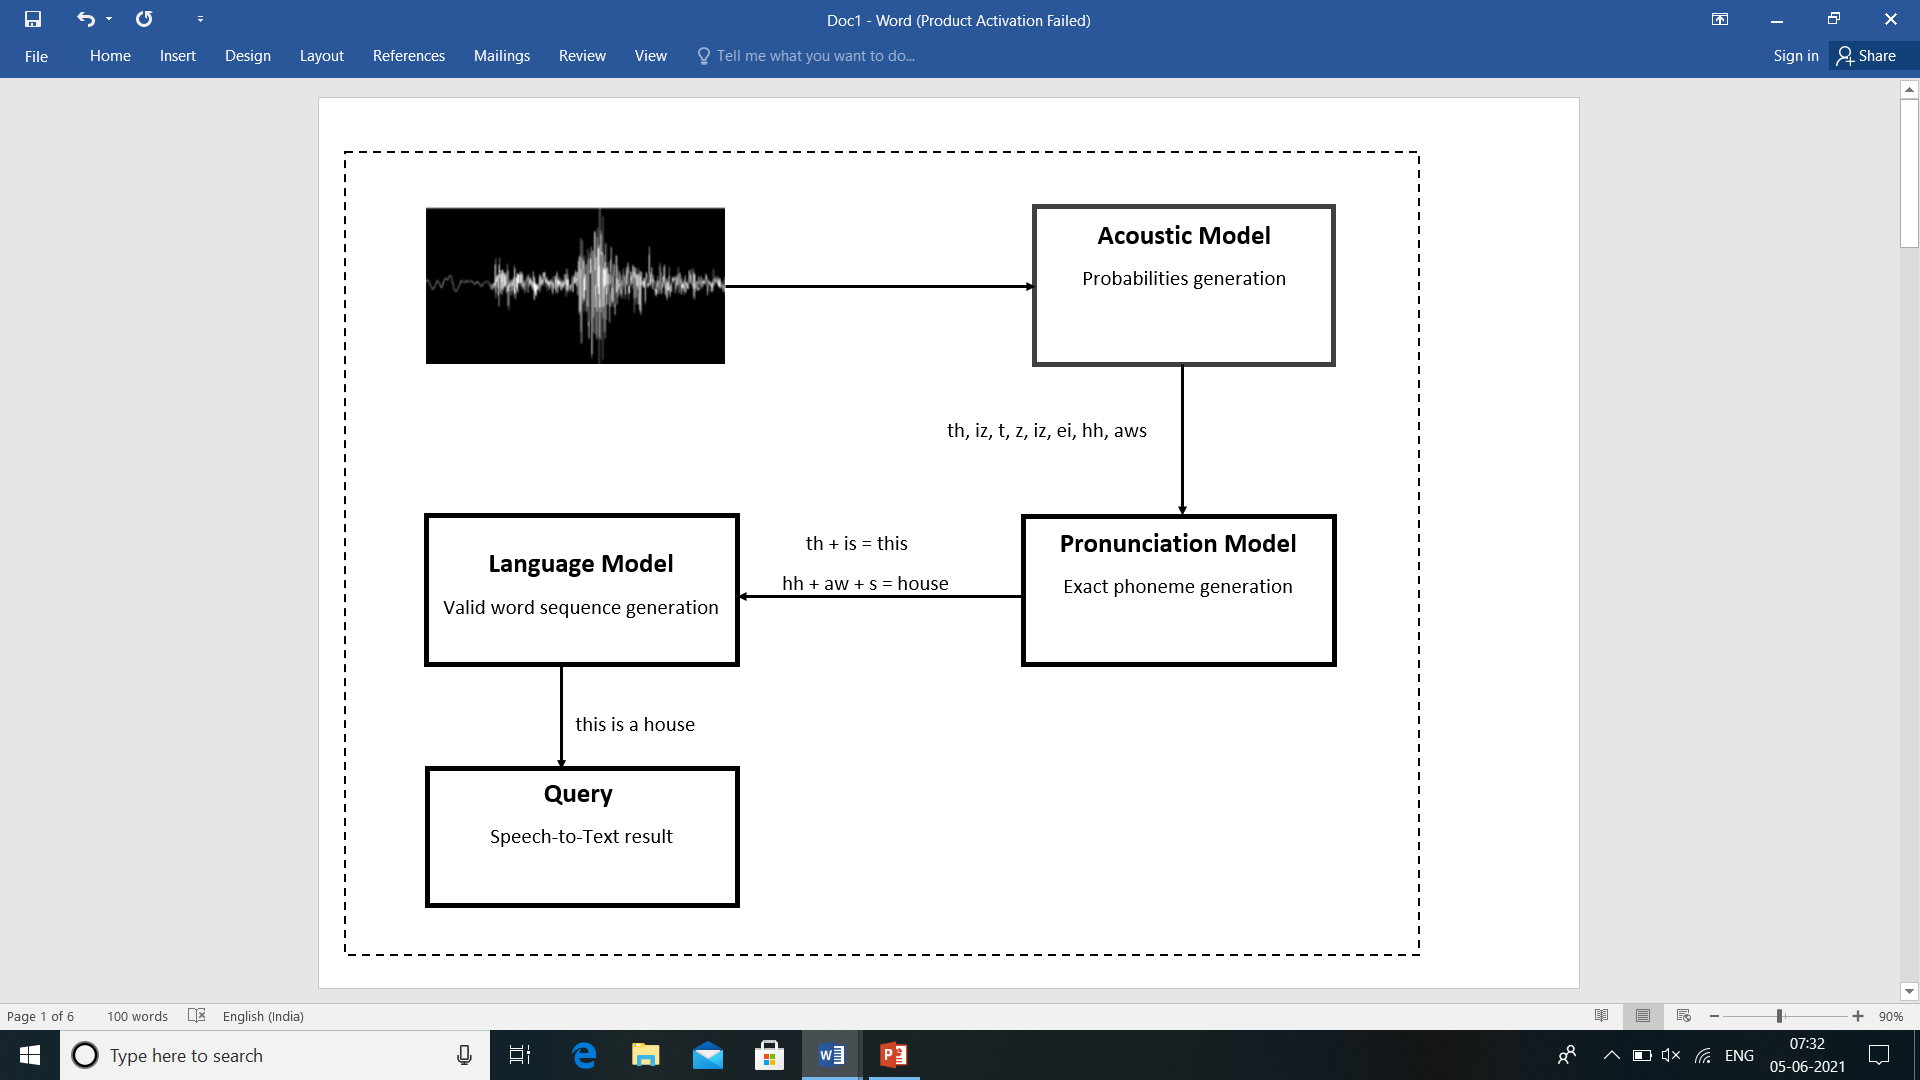 Doc1 - Word (Product Activation Failed)
File Home Insert Design Layout References Mailings Review View Tell me what you want to do... Sign in Share
Acoustic Model
Probabilities generation
th, iz, t, z, iz, ei, hh, aws
Pronunciation Model
Exact phoneme generation
th + is = this
hh + aw + s = house
Language Model
Valid word sequence generation
this is a house
Query
Speech-to-Text result
Page 1 of 6 100 words English (India) 90%
Type here to search
ENG
07:32
05-06-2021